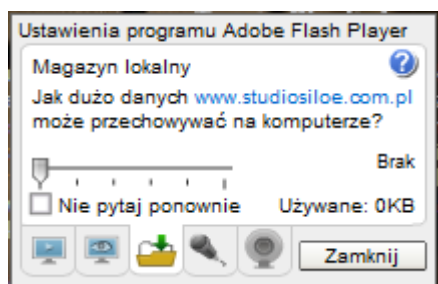 Ustawienia programu Adobe Flash Player
Magazyn lokalny
?
Jak dużo danych www.studiosiloe.com.pl
może przechowywać na komputerze?
Brak
Nie pytaj ponownie Używane: 0KB
Zamknij